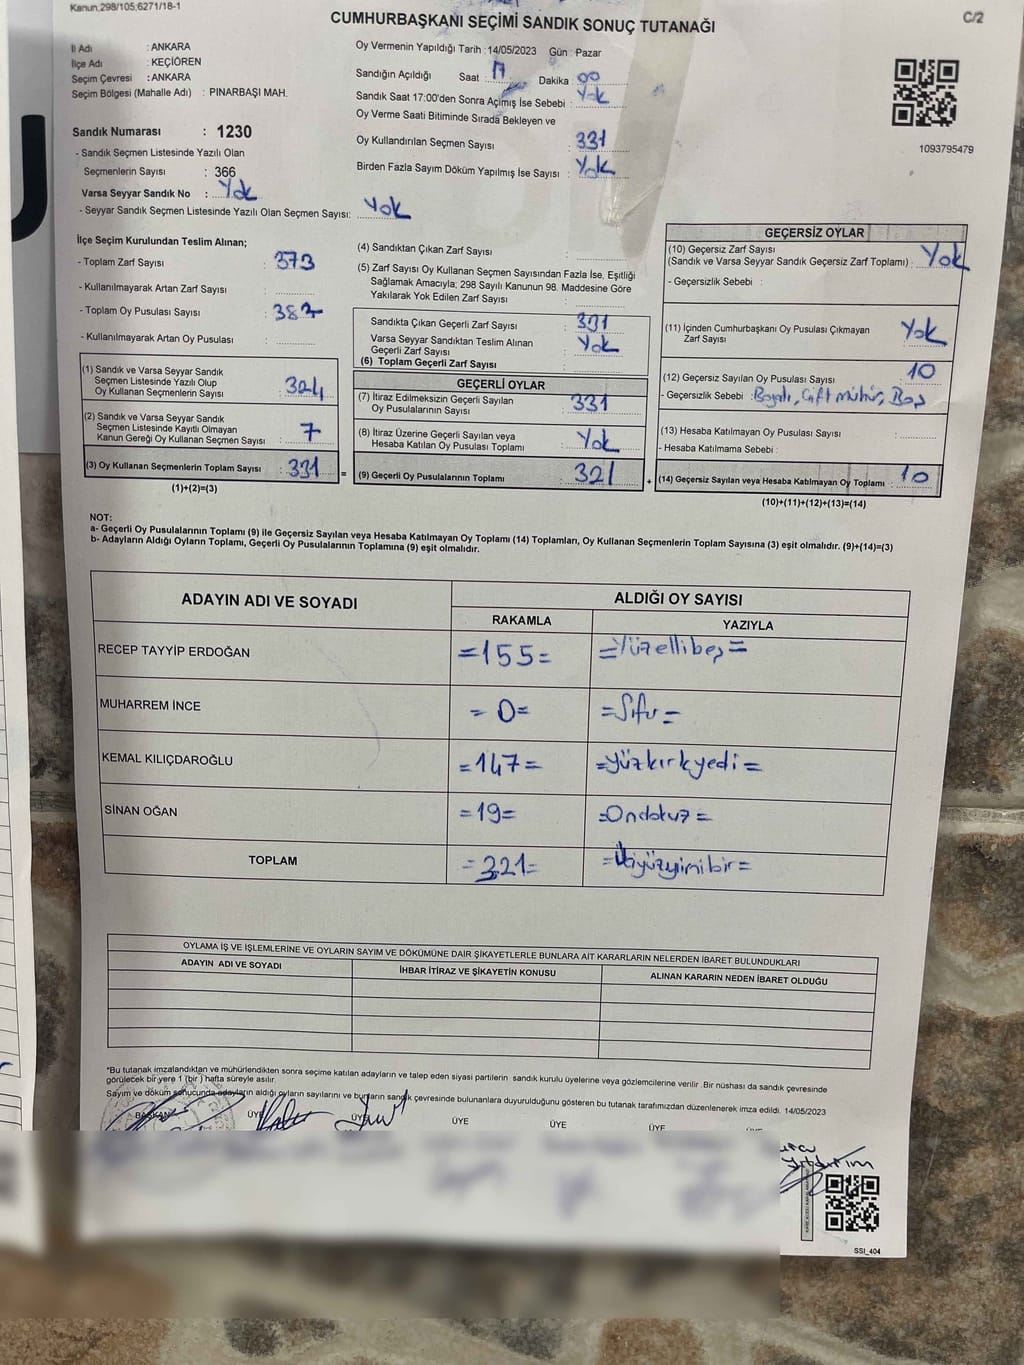 Kanun;298/105;6271/18-1
CUMHURBAŞKANI SEÇİMİ SANDIK SONUÇ TUTANAĞI
C/2
İl Adı : ANKARA
İlçe Adı : KEÇİÖREN
Seçim Çevresi : ANKARA
Seçim Bölgesi (Mahalle Adı) : PINARBAŞI MAH.
Oy Vermenin Yapıldığı Tarih : 14/05/2023 Gün : Pazar
Sandığın Açıldığı Saat : 17 Dakika : 00
Sandık Saat 17:00'den Sonra Açımış İse Sebebi : Yok
Oy Verme Saati Bitiminde Sırada Bekleyen ve
Oy Kullandırılan Seçmen Sayısı : 331
Birden Fazla Sayım Döküm Yapılmış İse Sayısı : Yok
1093795479
Sandık Numarası : 1230
- Sandık Seçmen Listesinde Yazılı Olan
Seçmenlerin Sayısı : 366
Varsa Seyyar Sandık No : Yok
- Seyyar Sandık Seçmen Listesinde Yazılı Olan Seçmen Sayısı: Yok
İlçe Seçim Kurulundan Teslim Alınan;
- Toplam Zarf Sayısı : 373
- Kullanılmayarak Artan Zarf Sayısı :
- Toplam Oy Pusulası Sayısı :
- Kullanılmayarak Artan Oy Pusulası :
(1) Sandık ve Varsa Seyyar Sandık
Seçmen Listesinde Yazılı Olup
Oy Kullanan Seçmenlerin Sayısı : 324
(2) Sandık ve Varsa Seyyar Sandık
Seçmen Listesinde Kayıtlı Olmayan
Kanun Gereği Oy Kullanan Seçmen Sayısı : 7
(3) Oy Kullanan Seçmenlerin Toplam Sayısı : 331 =
(1)+(2)=(3)
(4) Sandıktan Çıkan Zarf Sayısı :
(5) Zarf Sayısı Oy Kullanan Seçmen Sayısından Fazla İse, Eşitliği
Sağlamak Amacıyla; 298 Sayılı Kanunun 98. Maddesine Göre
Yakılarak Yok Edilen Zarf Sayısı :
Sandıkta Çıkan Geçerli Zarf Sayısı : 331
Varsa Seyyar Sandıktan Teslim Alınan
Geçerli Zarf Sayısı : Yok
(6) Toplam Geçerli Zarf Sayısı :
GEÇERLİ OYLAR
(7) İtiraz Edilmeksizin Geçerli Sayılan
Oy Pusulalarının Sayısı : 331
(8) İtiraz Üzerine Geçerli Sayılan veya
Hesaba Katılan Oy Pusulaları Toplamı : Yok
(9) Geçerli Oy Pusulalarının Toplamı : 321 +
GEÇERSİZ OYLAR
(10) Geçersiz Zarf Sayısı
(Sandık ve Varsa Seyyar Sandık Geçersiz Zarf Toplamı) : Yok
- Geçersizlik Sebebi :
(11) İçinden Cumhurbaşkanı Oy Pusulası Çıkmayan
Zarf Sayısı : Yok
(12) Geçersiz Sayılan Oy Pusulası Sayısı : 10
- Geçersizlik Sebebi : Boyalı, Çift mühür, Boş
(13) Hesaba Katılmayan Oy Pusulası Sayısı :
- Hesaba Katılmama Sebebi :
(14) Geçersiz Sayılan veya Hesaba Katılmayan Oy Toplamı : 10
(10)+(11)+(12)+(13)=(14)
NOT:
a- Geçerli Oy Pusulalarının Toplamı (9) ile Geçersiz Sayılan veya Hesaba Katılmayan Oy Toplamı (14) Toplamları, Oy Kullanan Seçmenlerin Toplam Sayısına (3) eşit olmalıdır. (9)+(14)=(3)
b- Adayların Aldığı Oyların Toplamı, Geçerli Oy Pusulalarının Toplamına (9) eşit olmalıdır.
ADAYIN ADI VE SOYADI ALDIĞI OY SAYISI
RAKAMLA YAZIYLA
RECEP TAYYİP ERDOĞAN =155= =Yüzellibeş=
MUHARREM İNCE =0= =Sıfır=
KEMAL KILIÇDAROĞLU =147= =Yüzkırkyedi=
SİNAN OĞAN =19= =Ondokuz=
TOPLAM =321= =Üçyüzyirmibir=
OYLAMA İŞ VE İŞLEMLERİNE VE OYLARIN SAYIM VE DÖKÜMÜNE DAİR ŞİKAYETLERLE BUNLARA AİT KARARLARIN NELERDEN İBARET BULUNDUKLARI
ADAYIN ADI VE SOYADI İHBAR İTİRAZ VE ŞİKAYETİN KONUSU ALINAN KARARIN NEDEN İBARET OLDUĞU
*Bu tutanak imzalandıktan ve mühürlendikten sonra seçime katılan adayların ve talep eden siyasi partilerin sandık kurulu üyelerine veya gözlemcilerine verilir .Bir nüshası da sandık çevresinde
görülecek bir yere 1 (bir ) hafta süreyle asılır.
Sayım ve döküm sonucunda adayların aldığı oyların sayılarını ve bunların sandık çevresinde bulunanlara duyurulduğunu gösteren bu tutanak tarafımızdan düzenlenerek imza edildi. 14/05/2023
BAŞKAN ÜYE ÜYE ÜYE ÜYE ÜYE
SSI_404